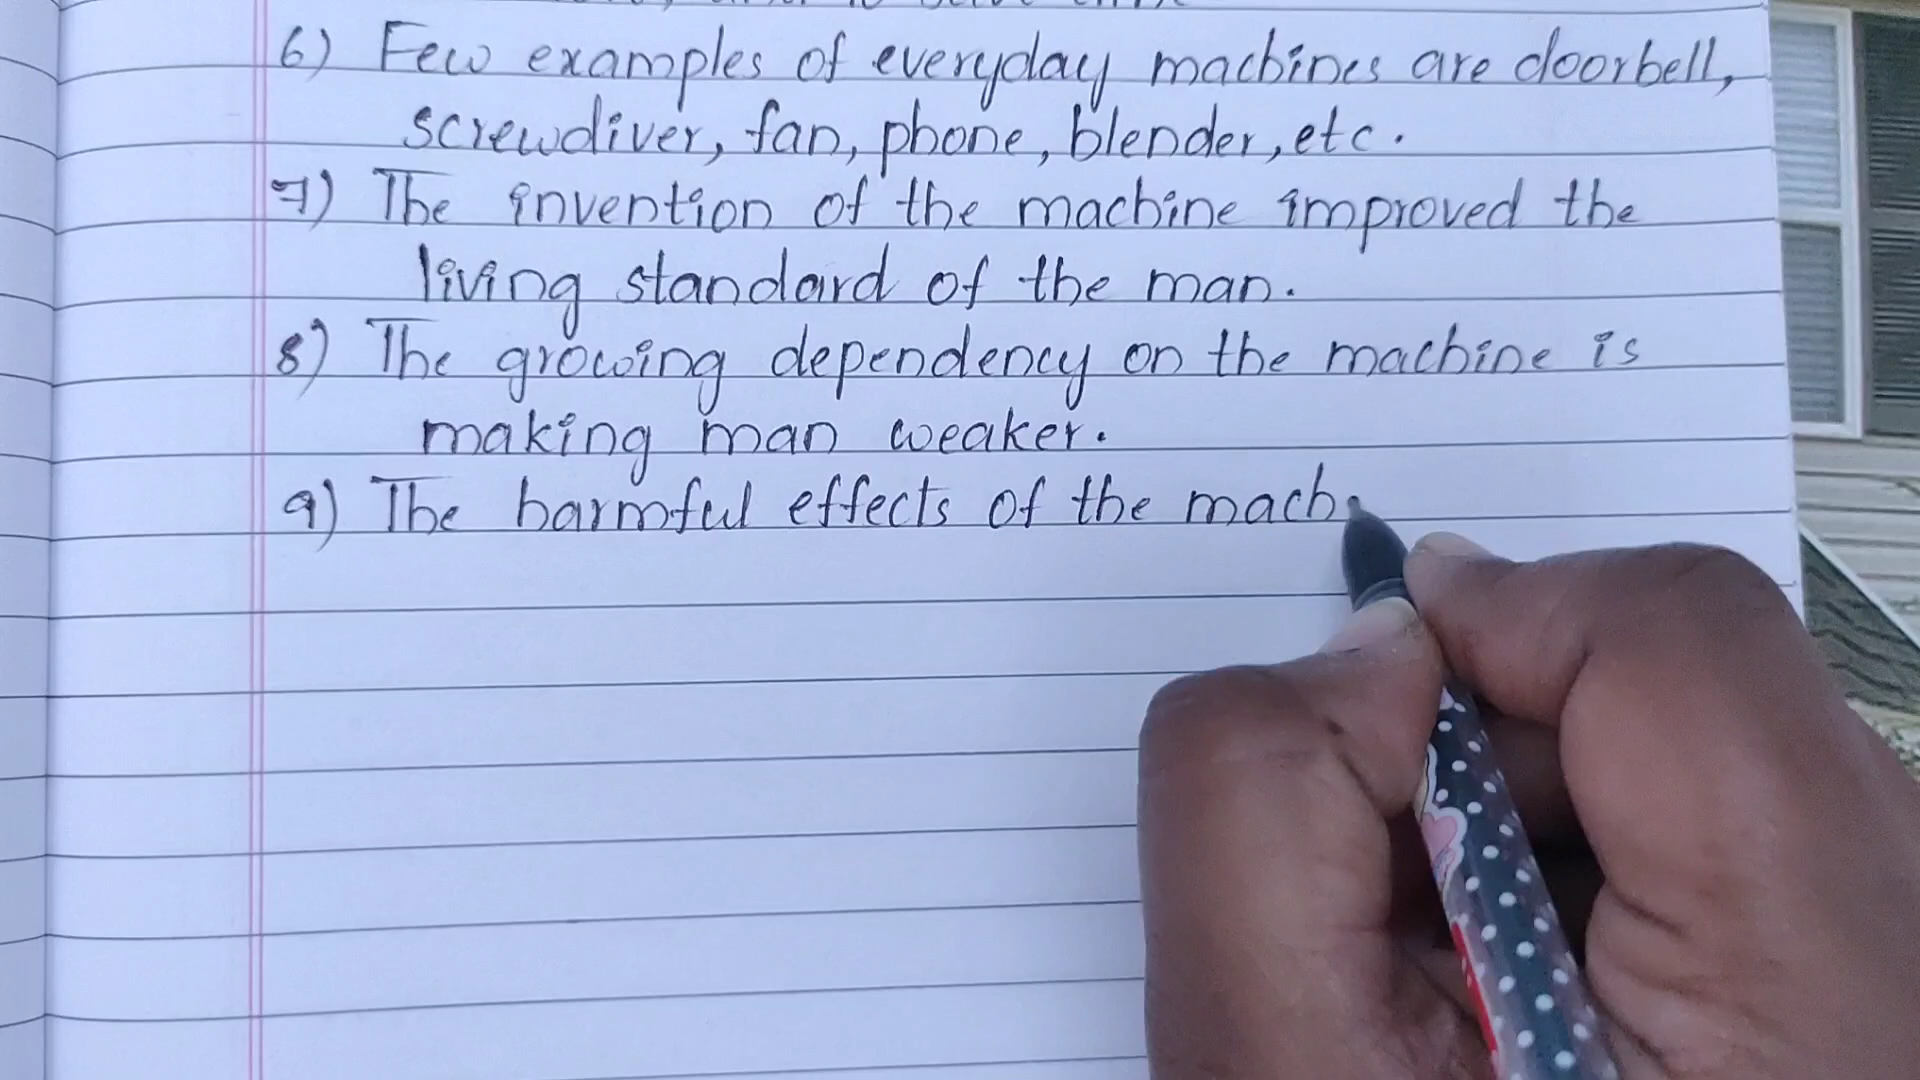 6) Few examples of everyday machines are doorbell,
screwdiver, fan, phone, blender, etc.
7) The invention of the machine improved the
living standard of the man.
8) The growing dependency on the machine is
making man weaker.
9) The harmful effects of the mach